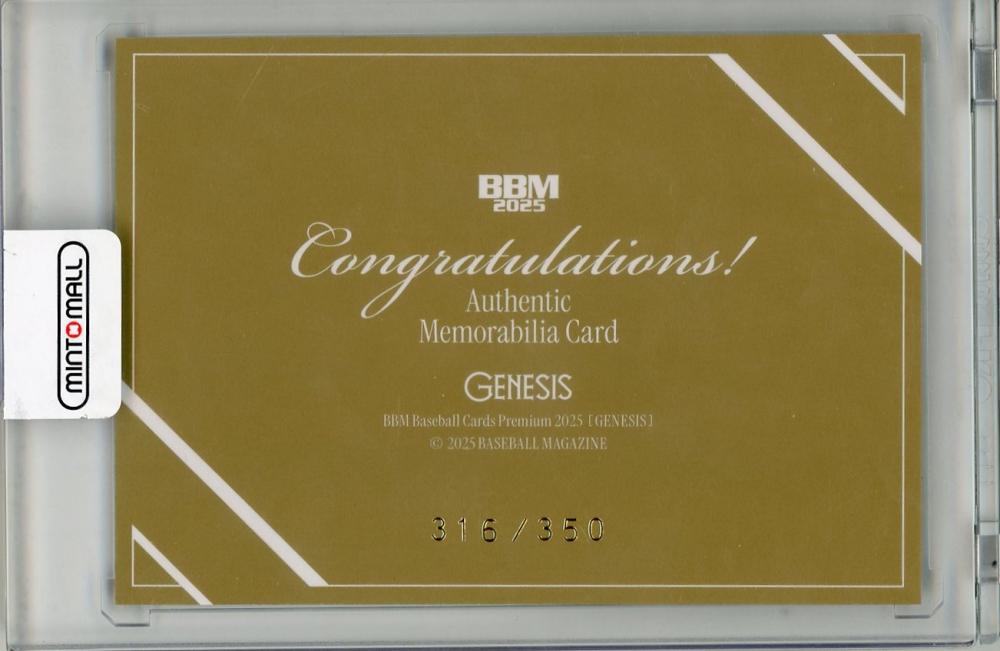 BBM
2025
Congratulations!
Authentic
Memorabilia Card
GENESIS
BBM Baseball Cards Premium 2025 [GENESIS]
© 2025 BASEBALL MAGAZINE
316/350
MINTOMALL